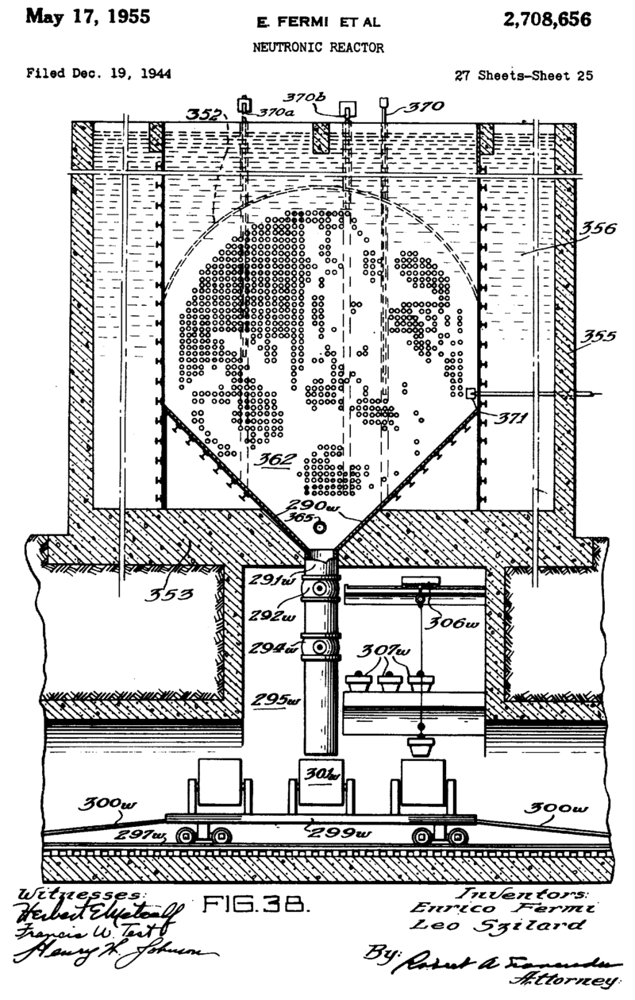 May 17, 1955
E. FERMI ET AL
2,708,656
NEUTRONIC REACTOR
Filed Dec. 19, 1944
27 Sheets-Sheet 25
352
370a
370b
370
356
355
371
362
290w
365
353
291w
292w
306w
294w
307w
295w
301w
300w
300w
299w
297w
Witnesses:
Herbert E. Metcalf
Francis W. Test
Henry W. Johnson
FIG. 38.
Inventors:
Enrico Fermi
Leo Szilard
By: Robert A.
Attorney.